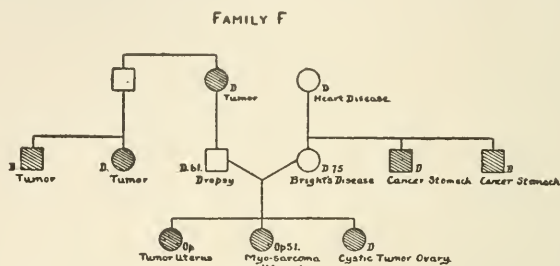 FAMILY F
D
Tumor
D
Heart Disease
D.
Tumor
D.
Tumor
D. 61.
Dropsy
D 75
Bright's Disease
D
Cancer Stomach
D
Cancer Stomach
Op
Tumor Uterus
Op 51.
Myo-sarcoma
D
Cystic Tumor Ovary.